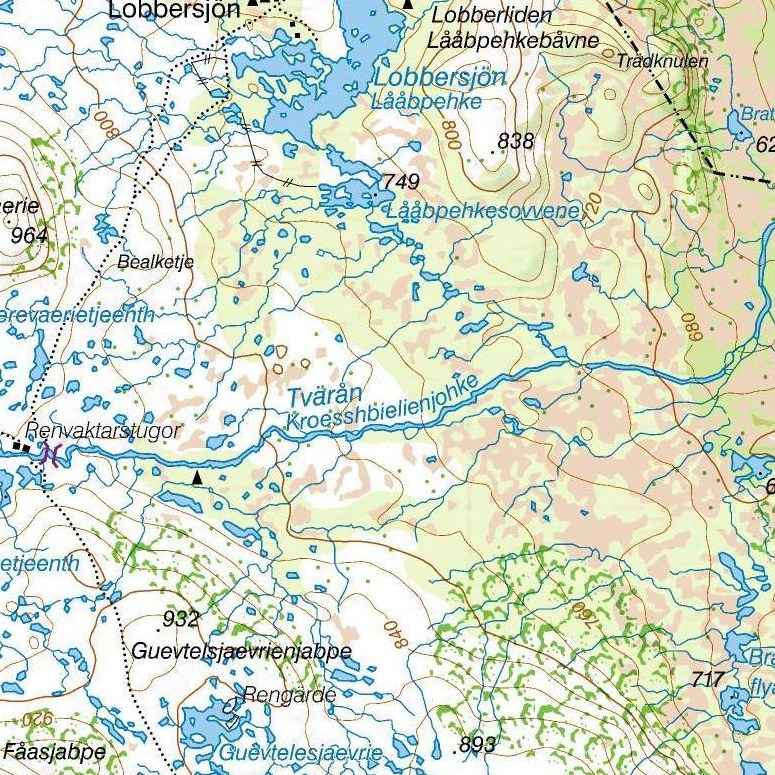 Lobbersjön
Lobberliden
Lååbpehkebåvne
Trädknulen
Lobbersjön
Lååbpehke
800
800
838
749
964
720
Lååbpehkesovvene
Bealketje
680
Tvärån
Kroesshbielienjohke
Renvaktarstugor
932
Guevtelsjaevrienjabpe
840
760
Rengärde
717
920
Fåasjabpe
Guevtelesjaevrie
893